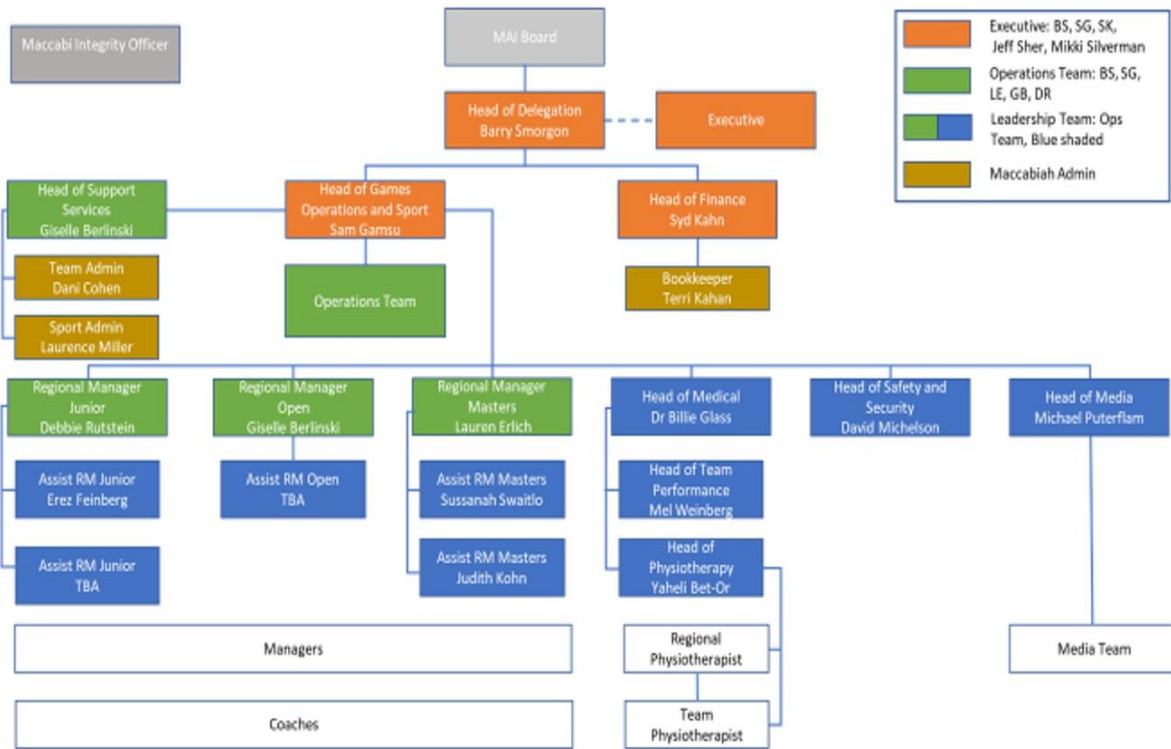 Maccabi Integrity Officer
MAI Board
Executive: BS, SG, SK,
Jeff Sher, Mikki Silverman
Operations Team: BS, SG,
LE, GB, DR
Leadership Team: Ops
Team, Blue shaded
Maccabiah Admin
Head of Delegation
Barry Smorgon
Executive
Head of Support
Services
Giselle Berlinski
Head of Games
Operations and Sport
Sam Gamsu
Head of Finance
Syd Kahn
Team Admin
Dani Cohen
Operations Team
Bookkeeper
Terri Kahan
Sport Admin
Laurence Miller
Regional Manager
Junior
Debbie Rutstein
Regional Manager
Open
Giselle Berlinski
Regional Manager
Masters
Lauren Erlich
Head of Medical
Dr Billie Glass
Head of Safety and
Security
David Michelson
Head of Media
Michael Puterflam
Assist RM Junior
Erez Feinberg
Assist RM Open
TBA
Assist RM Masters
Sussanah Swaitlo
Head of Team
Performance
Mel Weinberg
Assist RM Junior
TBA
Assist RM Masters
Judith Kohn
Head of
Physiotherapy
Yaheli Bet-Or
Managers
Regional
Physiotherapist
Media Team
Coaches
Team
Physiotherapist